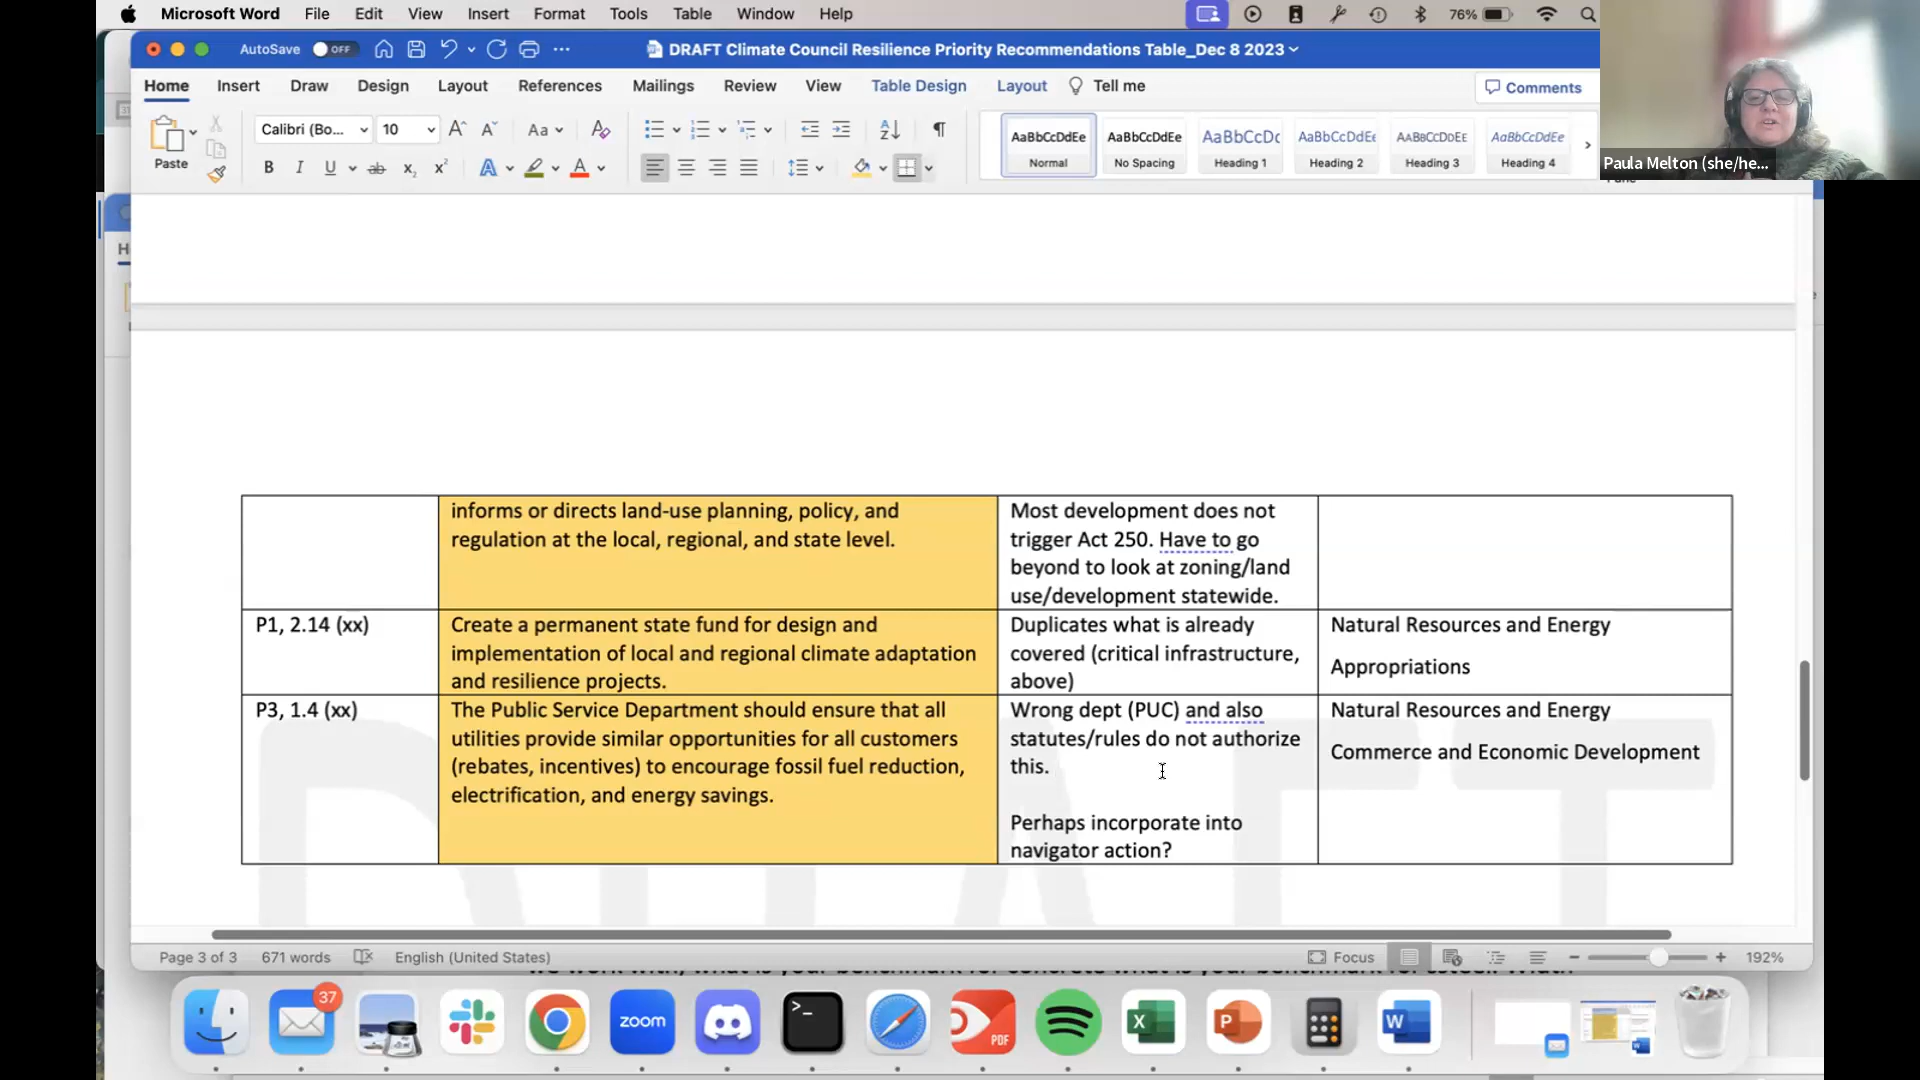 Microsoft Word File Edit View Insert Format Tools Table Window Help 76%
AutoSave OFF DRAFT Climate Council Resilience Priority Recommendations Table_Dec 8 2023
Home Insert Draw Design Layout References Mailings Review View Table Design Layout Tell me Comments
Paste
Calibri (Bo... 10 Aa
B I U ab x₂ x² A A
AaBbCcDdEe AaBbCcDdEe AaBbCcDc AaBbCcDdEe AaBbCcDdEe AaBbCcDdEe
Normal No Spacing Heading 1 Heading 2 Heading 3 Heading 4
Paula Melton (she/he...
informs or directs land-use planning, policy, and
regulation at the local, regional, and state level.
Most development does not
trigger Act 250. Have to go
beyond to look at zoning/land
use/development statewide.
P1, 2.14 (xx)
Create a permanent state fund for design and
implementation of local and regional climate adaptation
and resilience projects.
Duplicates what is already
covered (critical infrastructure,
above)
Natural Resources and Energy
Appropriations
P3, 1.4 (xx)
The Public Service Department should ensure that all
utilities provide similar opportunities for all customers
(rebates, incentives) to encourage fossil fuel reduction,
electrification, and energy savings.
Wrong dept (PUC) and also
statutes/rules do not authorize
this.
Perhaps incorporate into
navigator action?
Natural Resources and Energy
Commerce and Economic Development
DRAFT
Page 3 of 3 671 words English (United States) Focus 192%
37
zoom
PDF
X
P
W